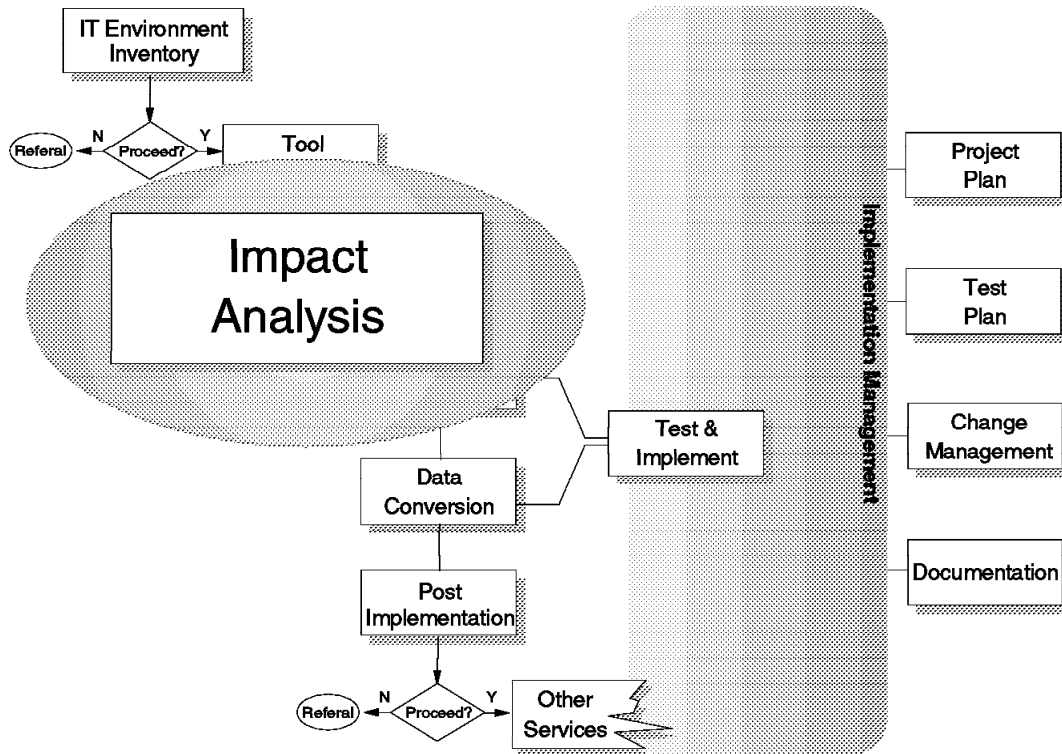 IT Environment
Inventory
N
Proceed?
Y
Referal
Tool
Impact
Analysis
Project
Plan
Test
Plan
Implementation Management
Change
Management
Test &
Implement
Data
Conversion
Documentation
Post
Implementation
N
Proceed?
Y
Referal
Other
Services